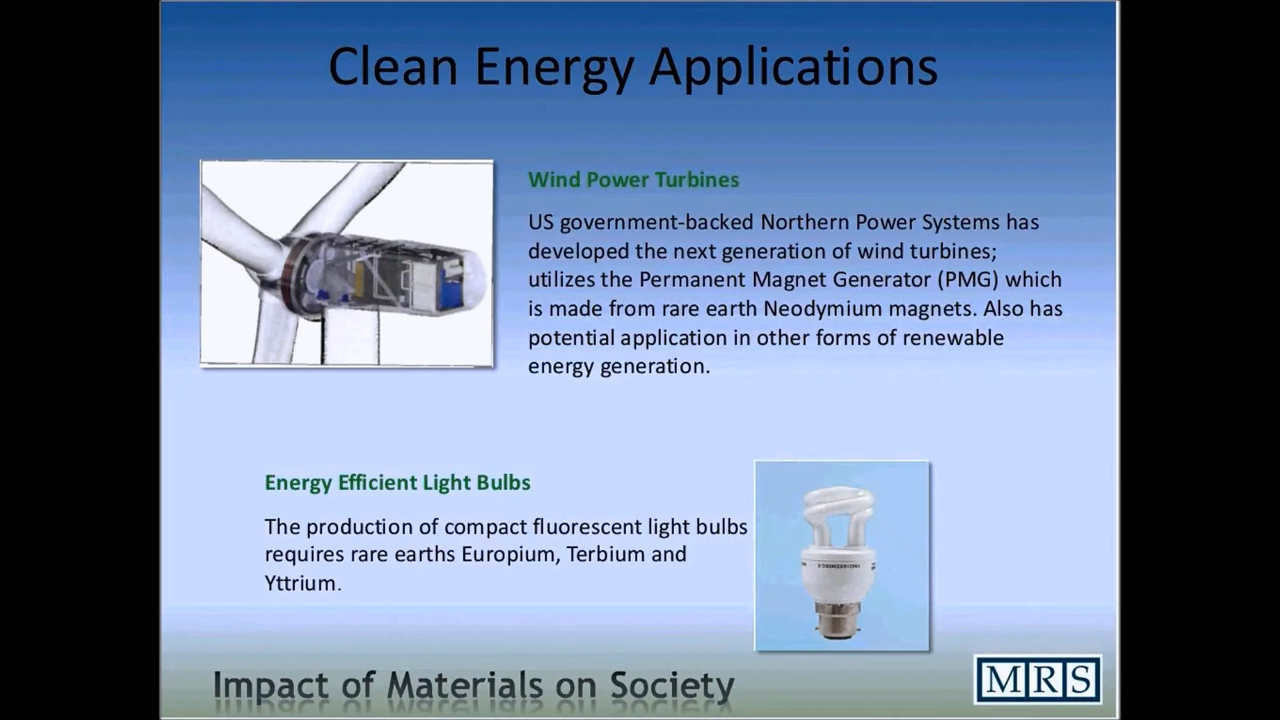 Clean Energy Applications
Wind Power Turbines
US government-backed Northern Power Systems has
developed the next generation of wind turbines;
utilizes the Permanent Magnet Generator (PMG) which
is made from rare earth Neodymium magnets. Also has
potential application in other forms of renewable
energy generation.
Energy Efficient Light Bulbs
The production of compact fluorescent light bulbs
requires rare earths Europium, Terbium and
Yttrium.
Impact of Materials on Society
MRS